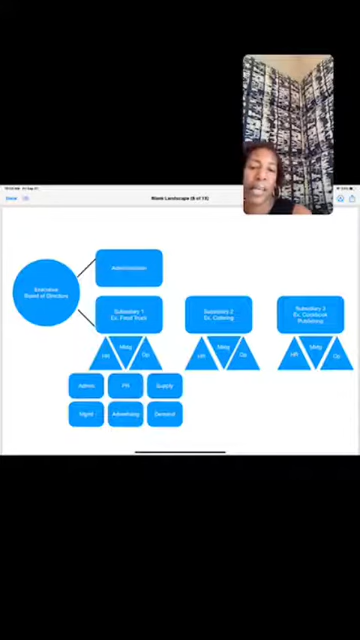 Done
Blank Landscape (6 of 13)
Executive
Board of Directors
Administration
Subsidiary 1
Ex. Food Truck
Subsidiary 2
Ex. Catering
Subsidiary 3
Ex. Cookbook
Publishing
HR
Mktg
Op
HR
Mktg
Op
HR
Mktg
Op
Admin
PR
Supply
Mgmt
Advertising
Demand